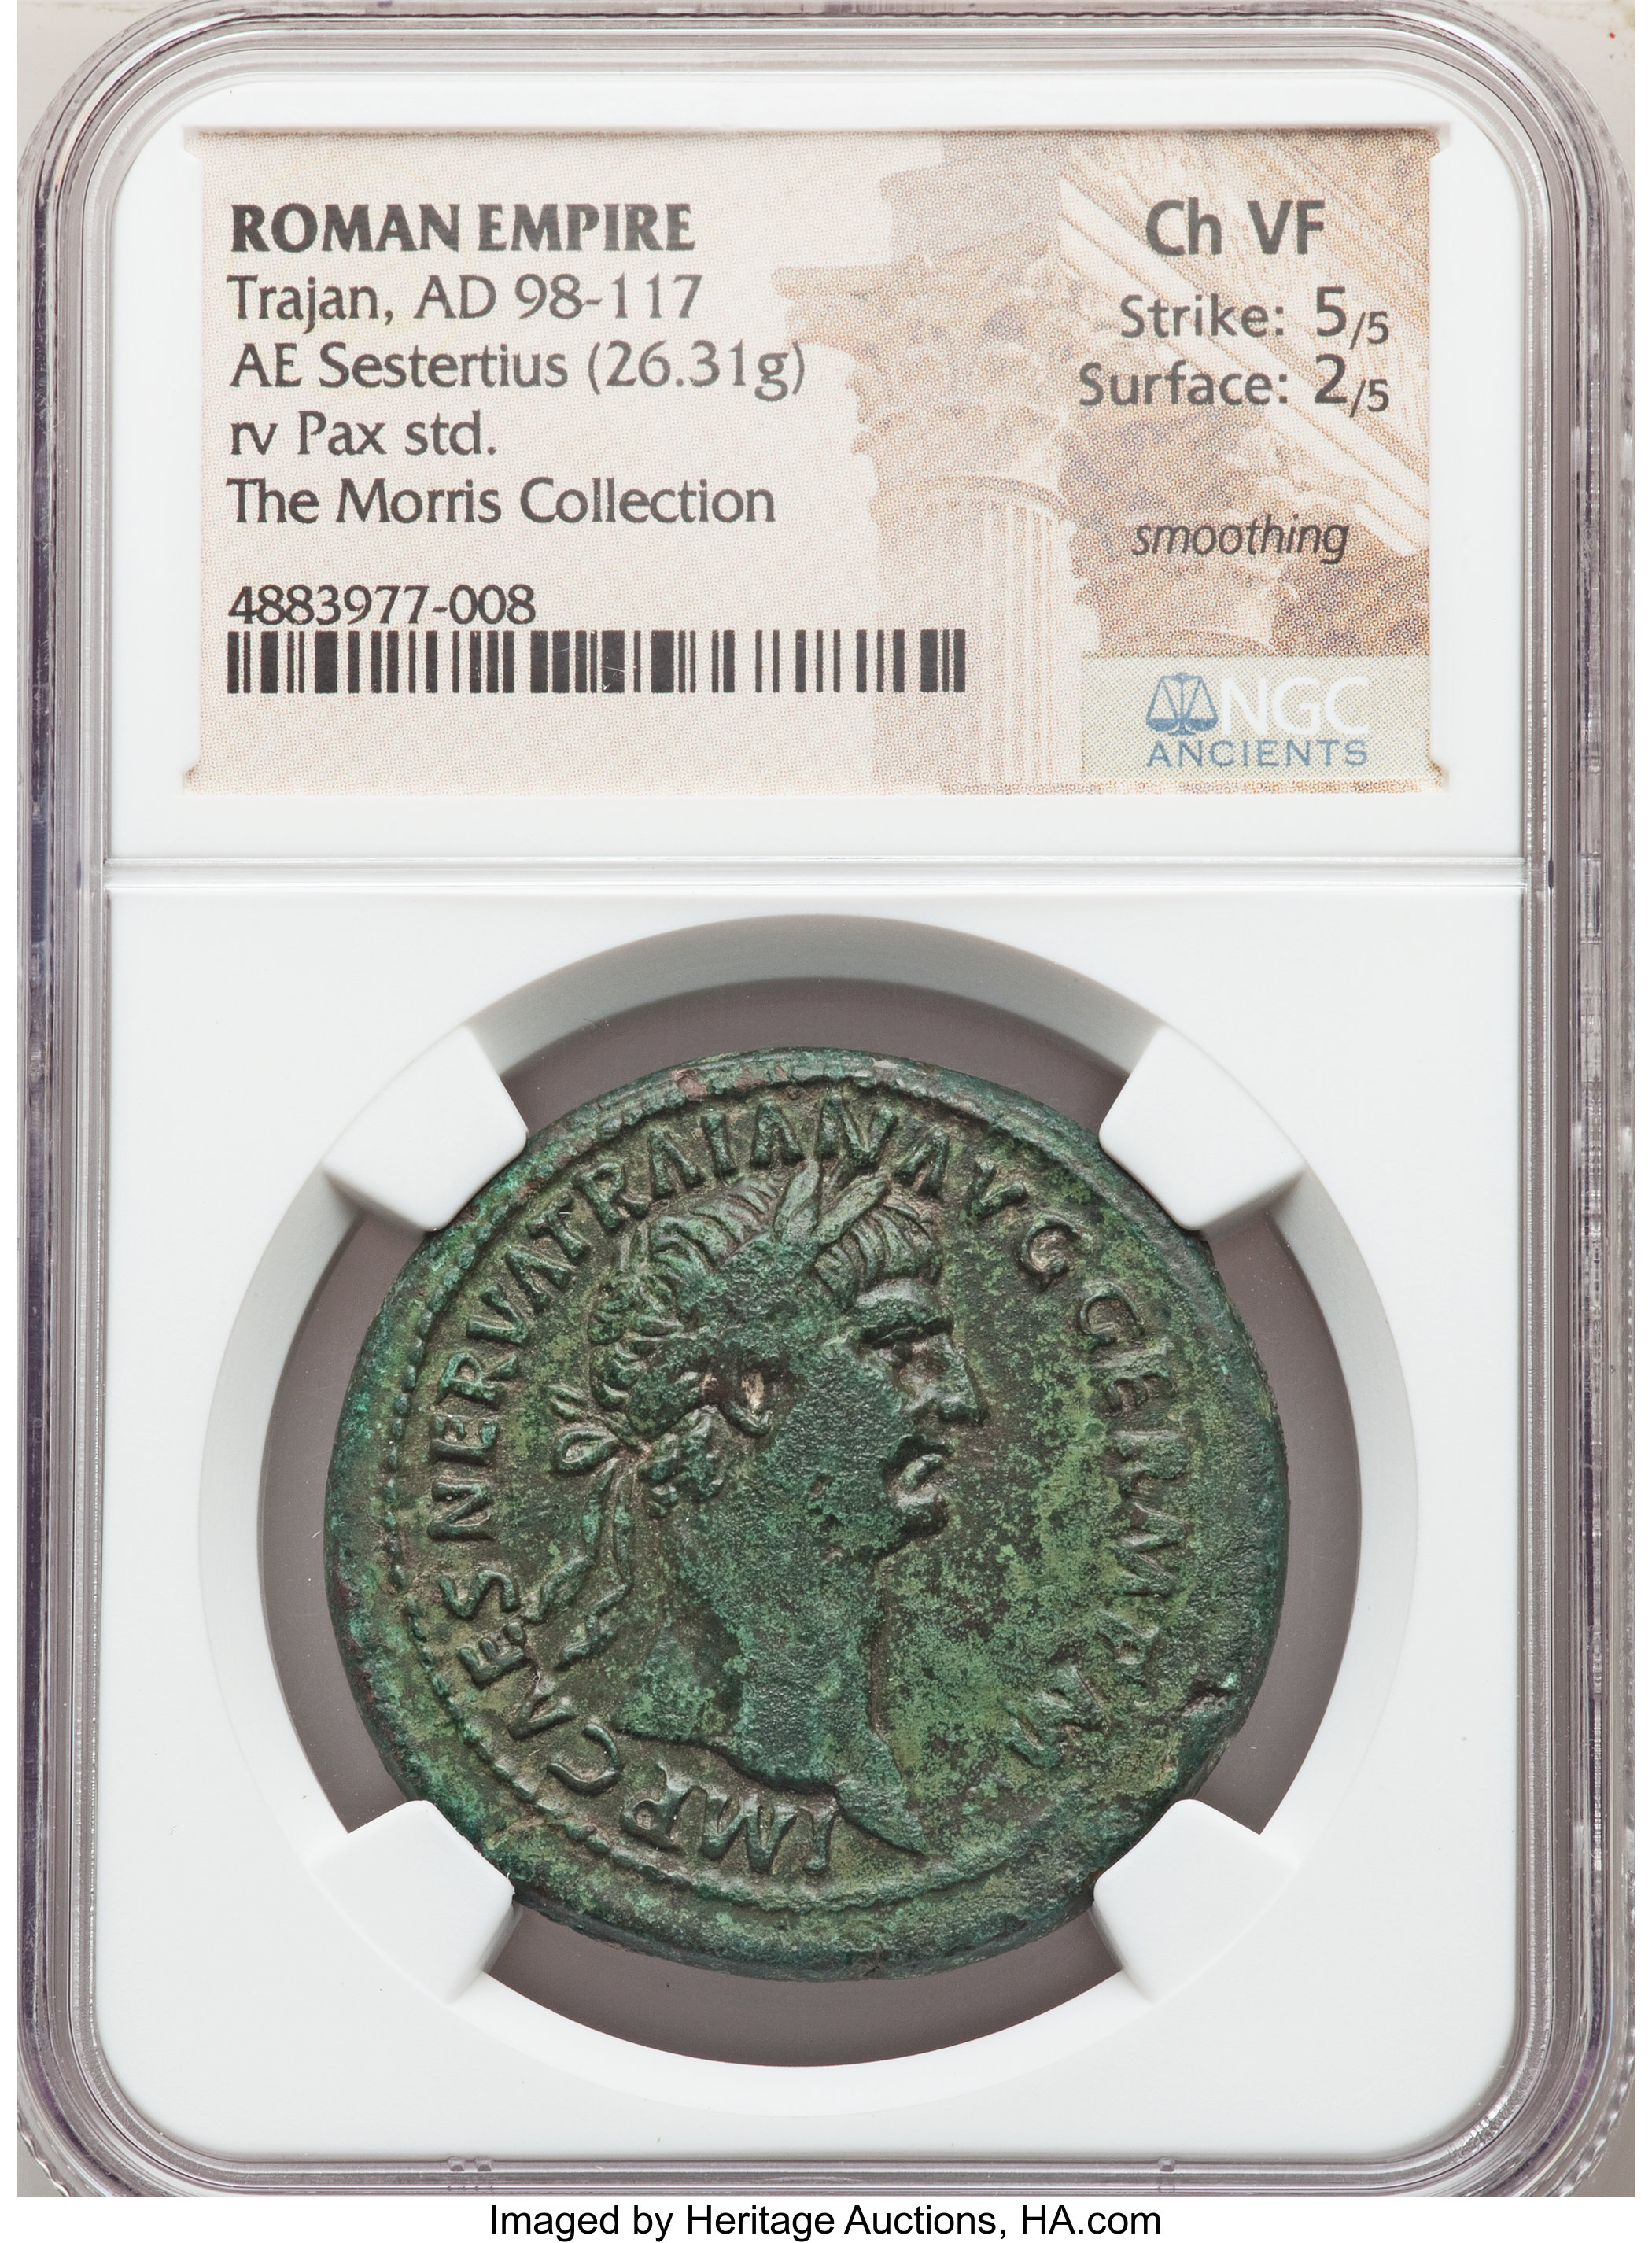 ROMAN EMPIRE
Trajan, AD 98-117
AE Sestertius (26.31g)
rv Pax std.
The Morris Collection
4883977-008
Ch VF
Strike: 5/5
Surface: 2/5
smoothing
NGC
ANCIENTS
IMP CAES NERVA TRAIAN AVG GERM P M
Imaged by Heritage Auctions, HA.com